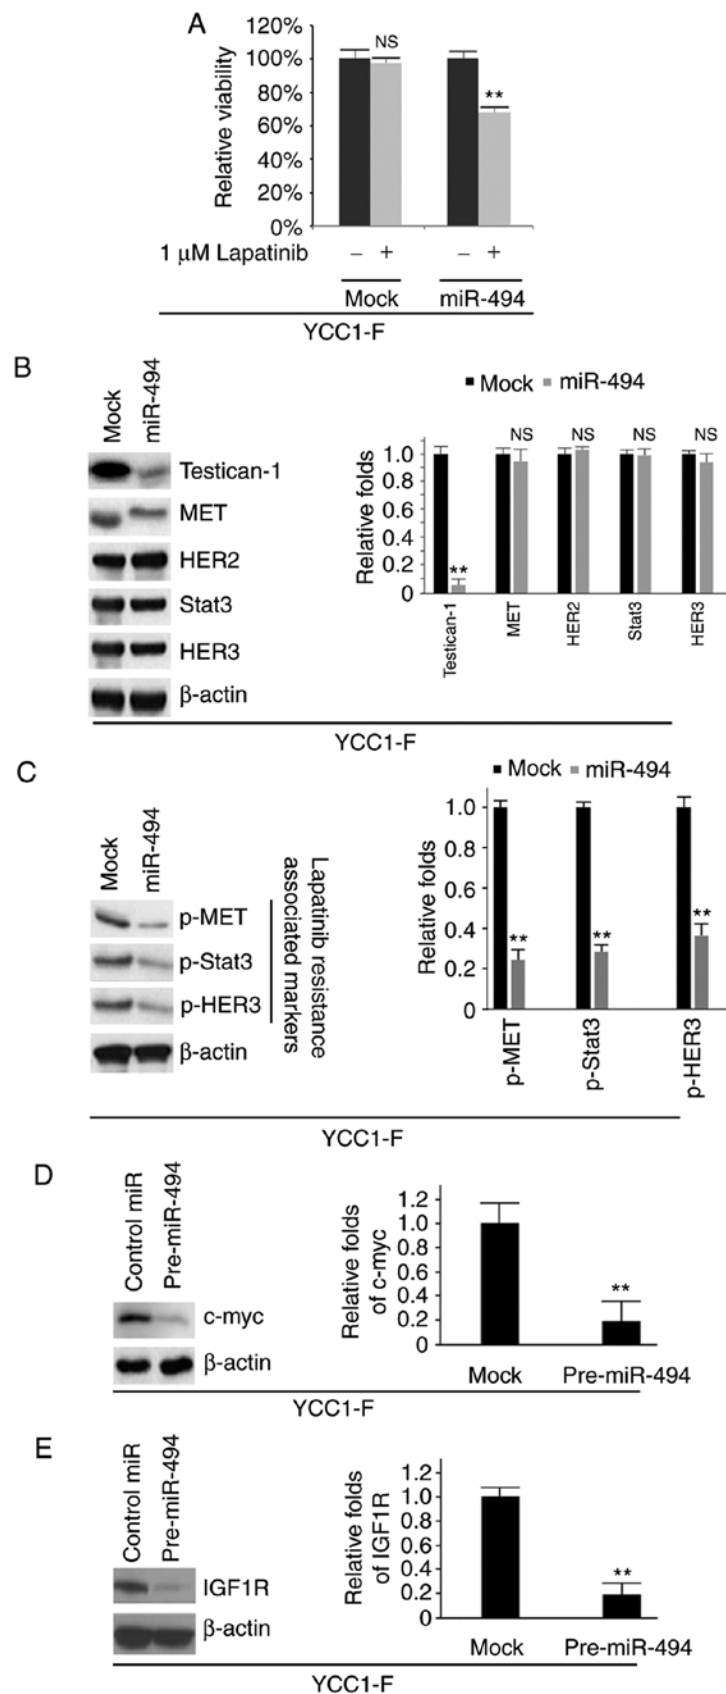 A
Relative viability
120%
100%
80%
60%
40%
20%
0%
NS
**
1 μM Lapatinib
– + – +
Mock miR-494
YCC1-F
B
Mock miR-494
Testican-1
MET
HER2
Stat3
HER3
β-actin
Mock miR-494
Relative folds
1.0
0.8
0.6
0.4
0.2
0
** NS NS NS NS
Testican-1 MET HER2 Stat3 HER3
YCC1-F
C
Mock miR-494
p-MET
p-Stat3
p-HER3
β-actin
Lapatinib resistance
associated markers
Mock miR-494
Relative folds
1.0
0.8
0.6
0.4
0.2
0
** ** **
p-MET p-Stat3 p-HER3
YCC1-F
D
Control miR Pre-miR-494
c-myc
β-actin
Relative folds
of c-myc
1.2
1.0
0.8
0.6
0.4
0.2
0
**
Mock Pre-miR-494
YCC1-F
E
Control miR Pre-miR-494
IGF1R
β-actin
Relative folds
of IGF1R
1.2
1.0
0.8
0.6
0.4
0.2
0
**
Mock Pre-miR-494
YCC1-F